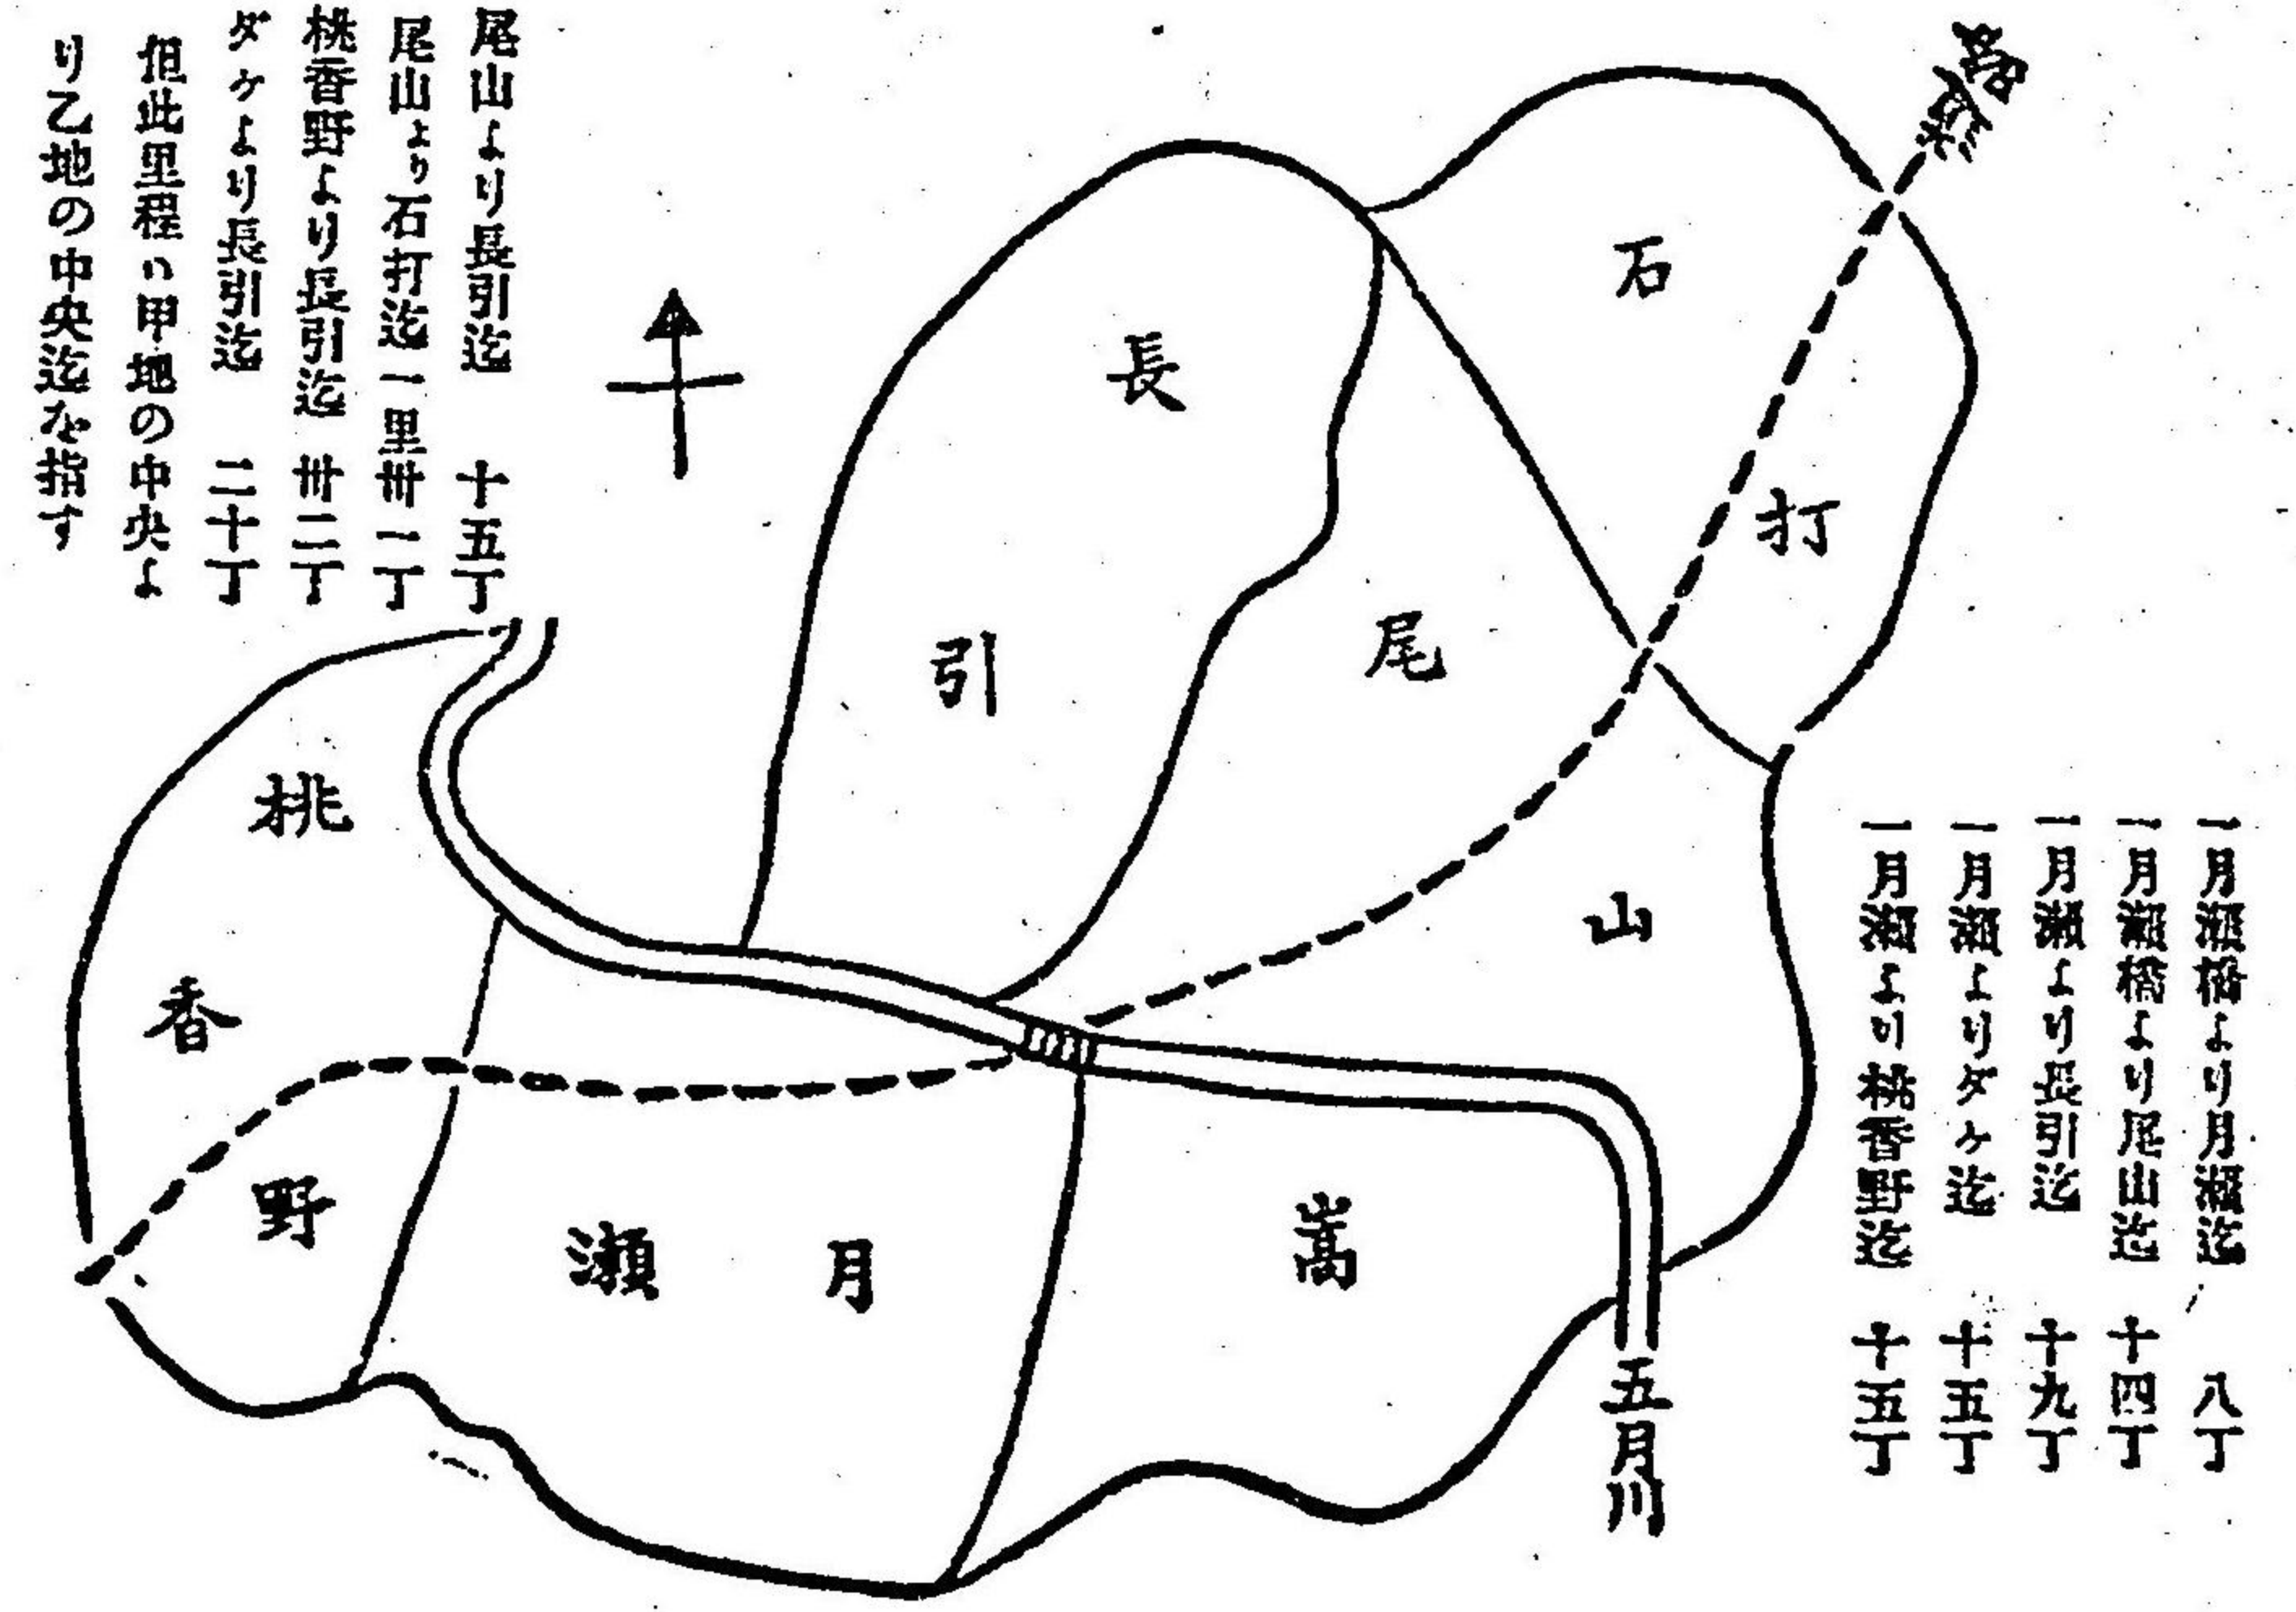 一月瀬橋より月瀬迄 八丁
一月瀬橋より尾山迄 十四丁
一月瀬より長引迄 十九丁
一月瀬よりダケ迄 十五丁
一月瀬より桃香野迄 十五丁
石打
長引
尾山
桃香野
月瀬
嵩
五月川
尾山より長引迄 十五丁
尾山より石打迄一里卅一丁
桃香野より長引迄 卅二丁
ダケより長引迄 二十丁
但此里程ハ甲地の中央よ
り乙地の中央迄を指す